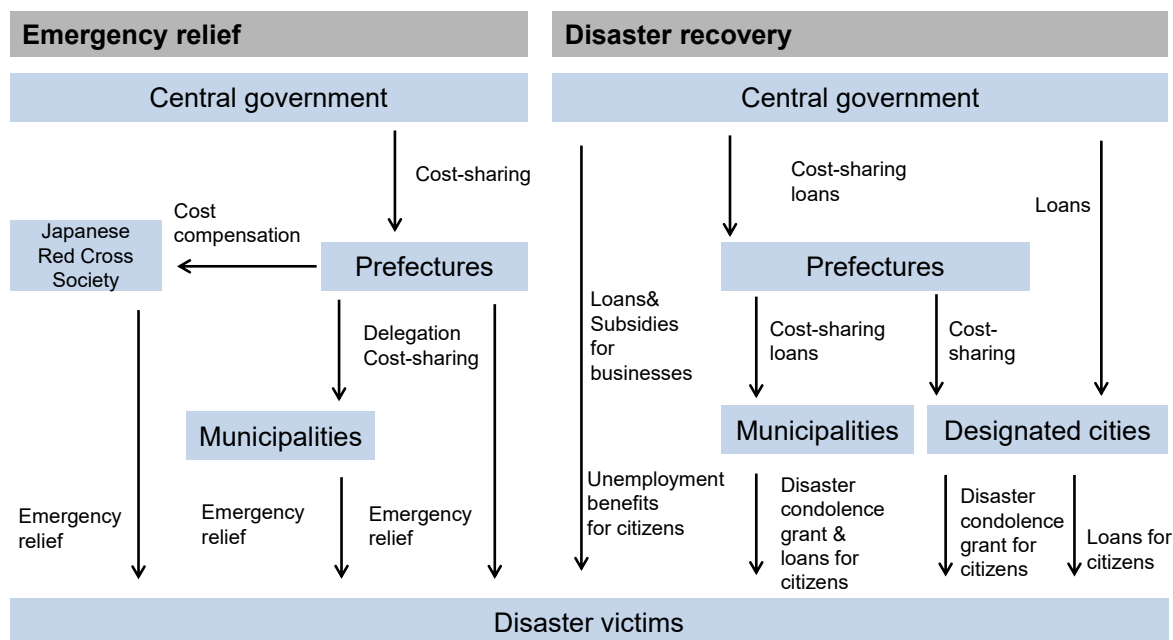 Emergency relief
Disaster recovery
Central government
Central government
Cost-sharing
Cost-sharing
loans
Loans
Cost
compensation
Japanese
Red Cross
Society
Prefectures
Prefectures
Delegation
Cost-sharing
Loans&
Subsidies
for
businesses
Cost-sharing
loans
Cost-
sharing
Municipalities
Municipalities
Designated cities
Emergency
relief
Emergency
relief
Emergency
relief
Unemployment
benefits
for citizens
Disaster
condolence
grant &
loans for
citizens
Disaster
condolence
grant for
citizens
Loans for
citizens
Disaster victims